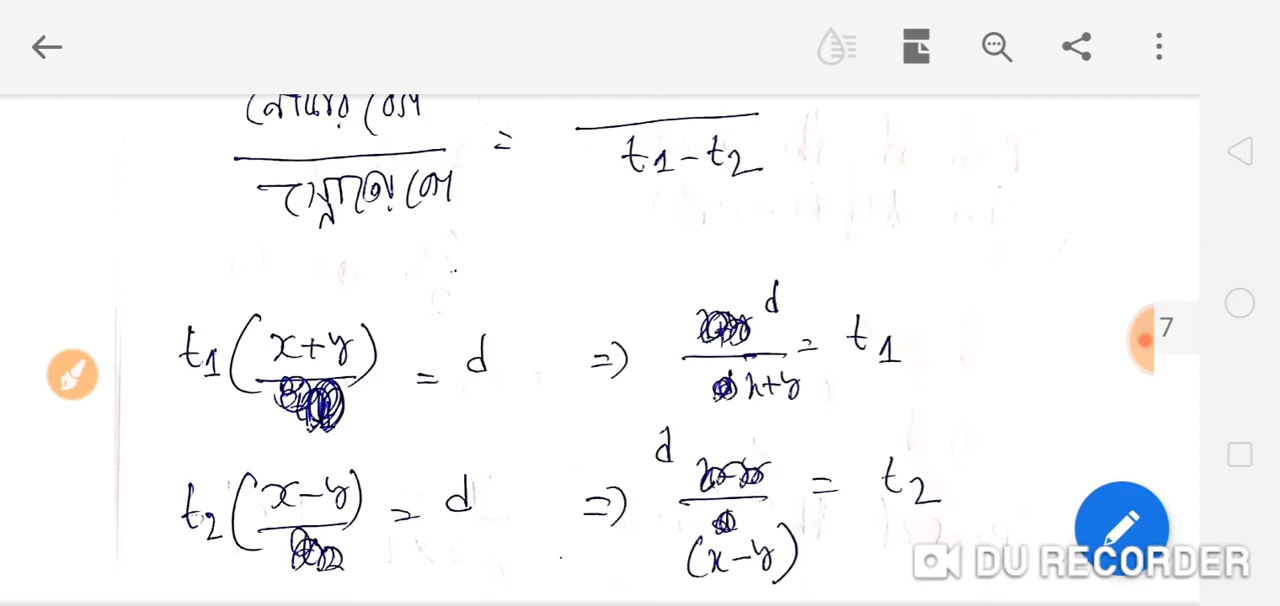 নৌকার বেগ / স্রোতের বেগ = / t1 - t2
7
t1 (x+y) = d => d / x+y = t1
t2 (x-y) = d => d / (x-y) = t2
DU RECORDER